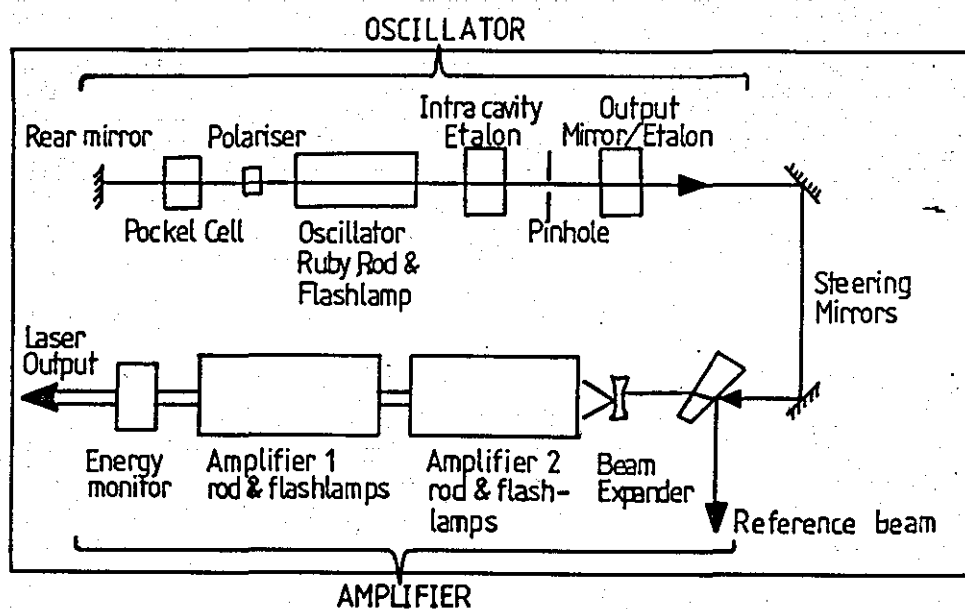 OSCILLATOR
Rear mirror
Polariser
Intra cavity
Etalon
Output
Mirror/Etalon
Pockel Cell
Oscillator
Ruby Rod &
Flashlamp
Pinhole
Steering
Mirrors
Laser
Output
Energy
monitor
Amplifier 1
rod & flashlamps
Amplifier 2
rod & flash-
lamps
Beam
Expander
Reference beam
AMPLIFIER